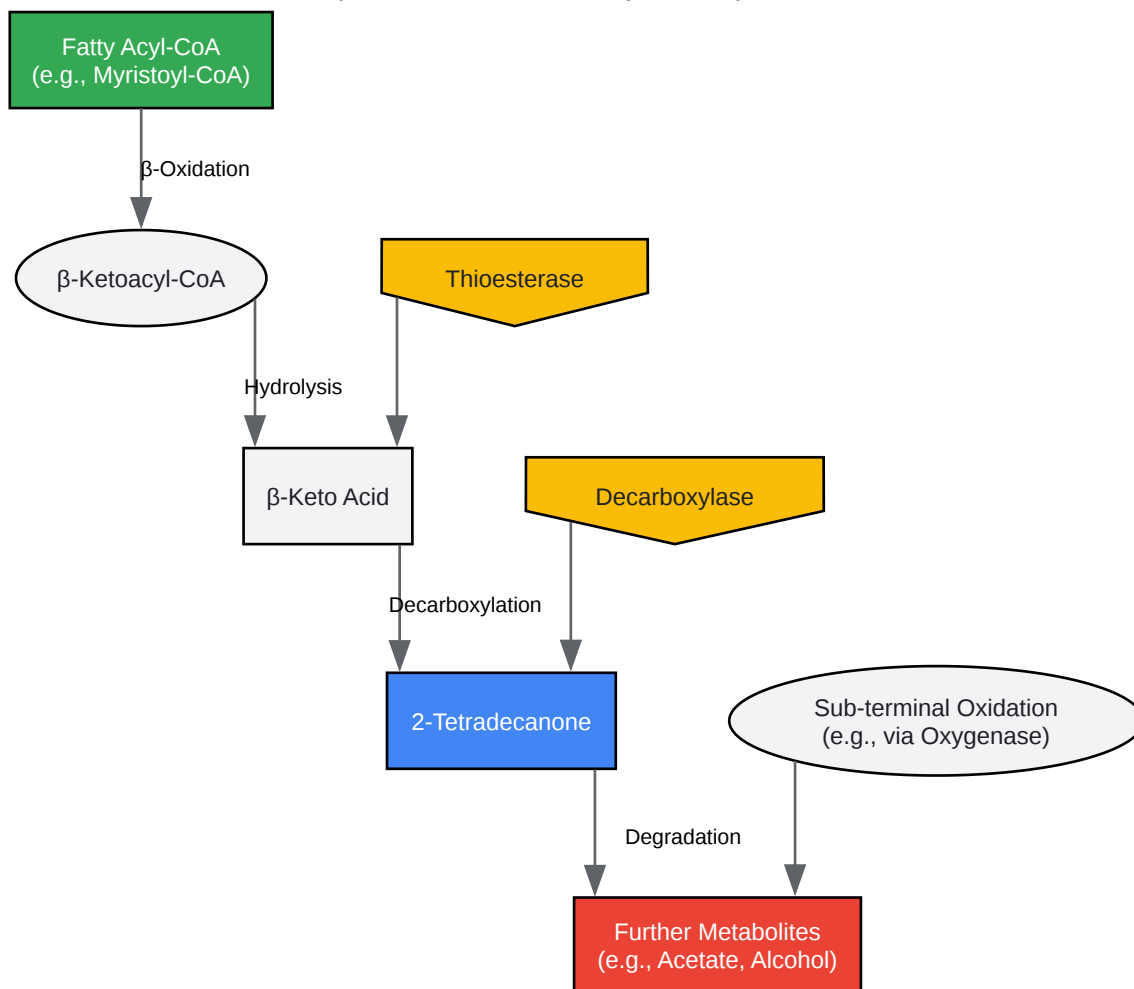 Fatty Acyl-CoA
(e.g., Myristoyl-CoA)
β-Oxidation
β-Ketoacyl-CoA
Thioesterase
Hydrolysis
β-Keto Acid
Decarboxylase
Decarboxylation
2-Tetradecanone
Sub-terminal Oxidation
(e.g., via Oxygenase)
Degradation
Further Metabolites
(e.g., Acetate, Alcohol)